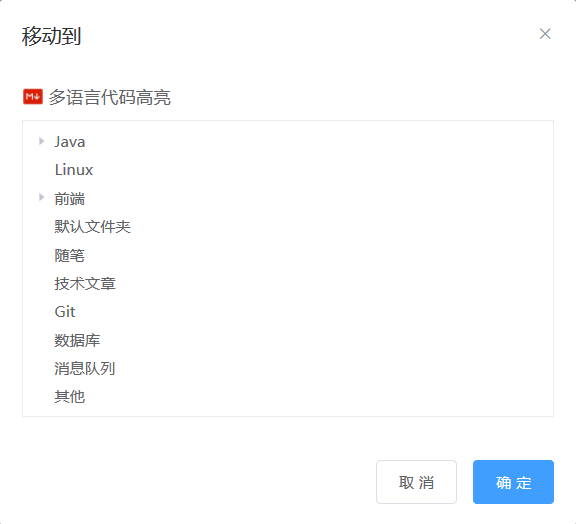 移动到
M 多语言代码高亮
Java
Linux
前端
默认文件夹
随笔
技术文章
Git
数据库
消息队列
其他
取 消
确 定